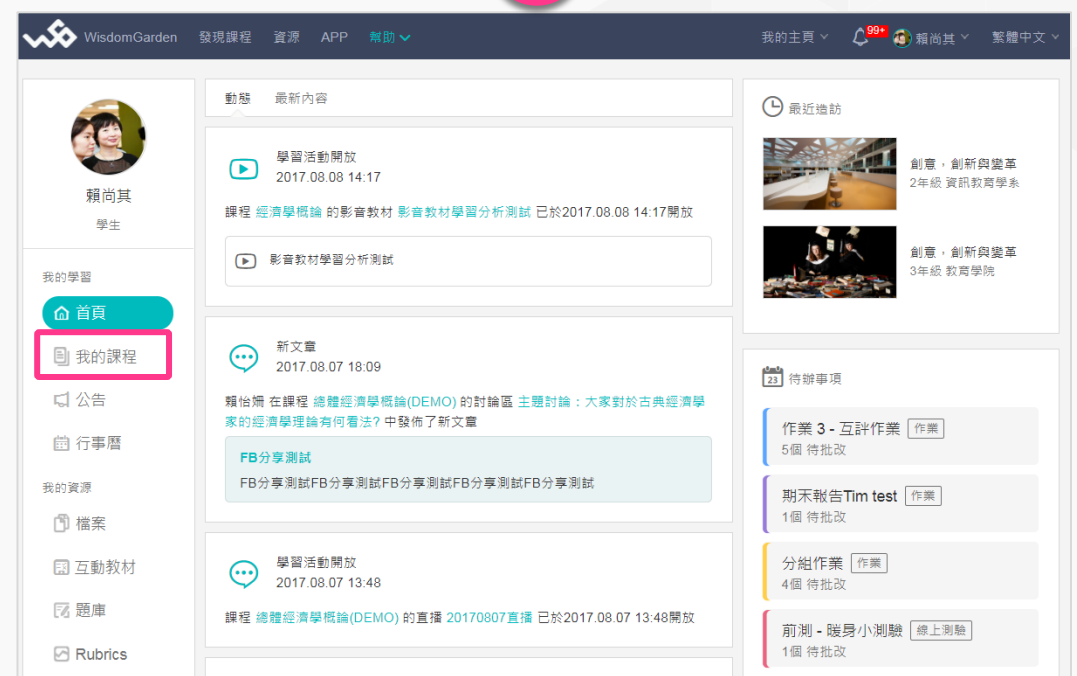 WisdomGarden 發現課程 資源 APP 幫助 我的主頁 99+ 賴尚其 繁體中文
賴尚其
學生
我的學習
首頁
我的課程
公告
行事曆
我的資源
檔案
互動教材
題庫
Rubrics
動態 最新內容
學習活動開放
2017.08.08 14:17
課程 經濟學概論 的影音教材 影音教材學習分析測試 已於2017.08.08 14:17開放
影音教材學習分析測試
新文章
2017.08.07 18:09
賴怡姍 在課程 總體經濟學概論(DEMO) 的討論區 主題討論：大家對於古典經濟學
家的經濟學理論有何看法? 中發佈了新文章
FB分享測試
FB分享測試FB分享測試FB分享測試FB分享測試FB分享測試
學習活動開放
2017.08.07 13:48
課程 總體經濟學概論(DEMO) 的直播 20170807直播 已於2017.08.07 13:48開放
最近造訪
創意，創新與變革
2年級 資訊教育學系
創意，創新與變革
3年級 教育學院
23 待辦事項
作業 3 - 互評作業 作業
5個 待批改
期末報告Tim test 作業
1個 待批改
分組作業 作業
4個 待批改
前測 - 暖身小測驗 線上測驗
1個 待批改